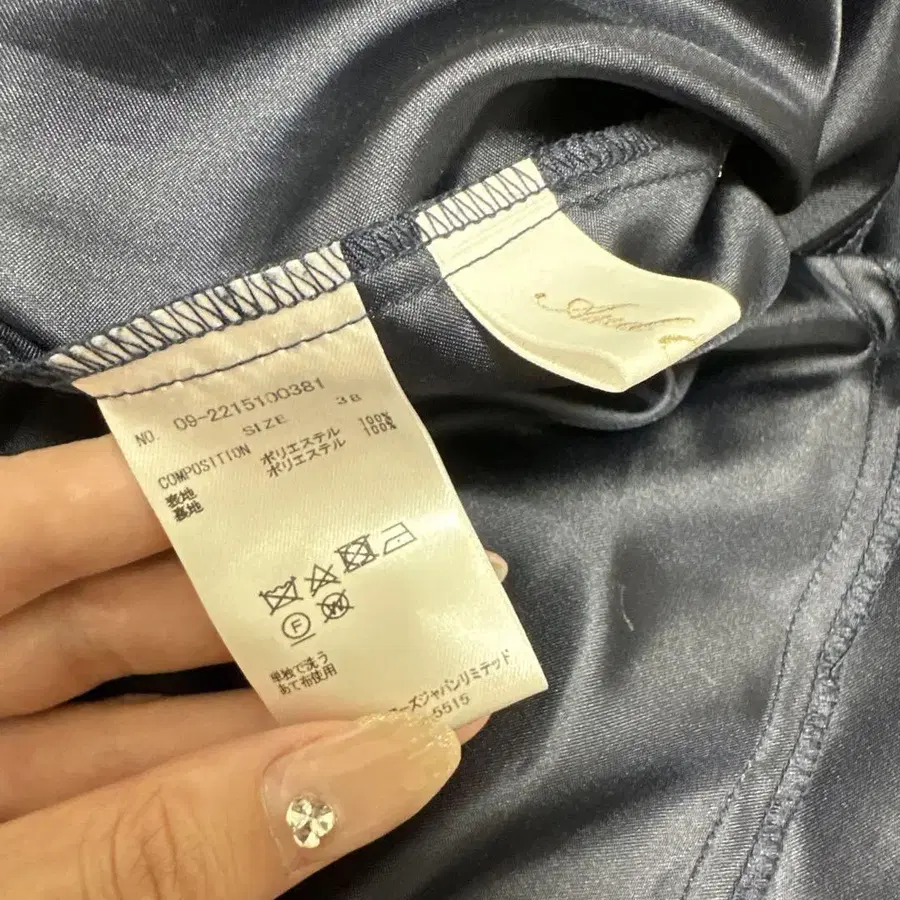 NO. 09-2215100381
SIZE 38
COMPOSITION
表地 ポリエステル 100%
裏地 ポリエステル 100%
F W
単独で洗う
あて布使用
ーズジャパンリミテッド
5515